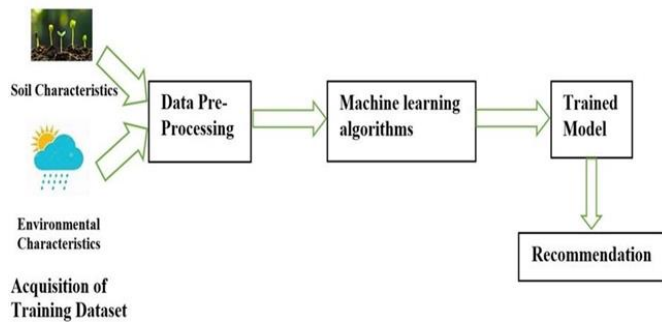 Soil Characteristics
Data Pre-
Processing
Machine learning
algorithms
Trained
Model
Environmental
Characteristics
Recommendation
Acquisition of
Training Dataset